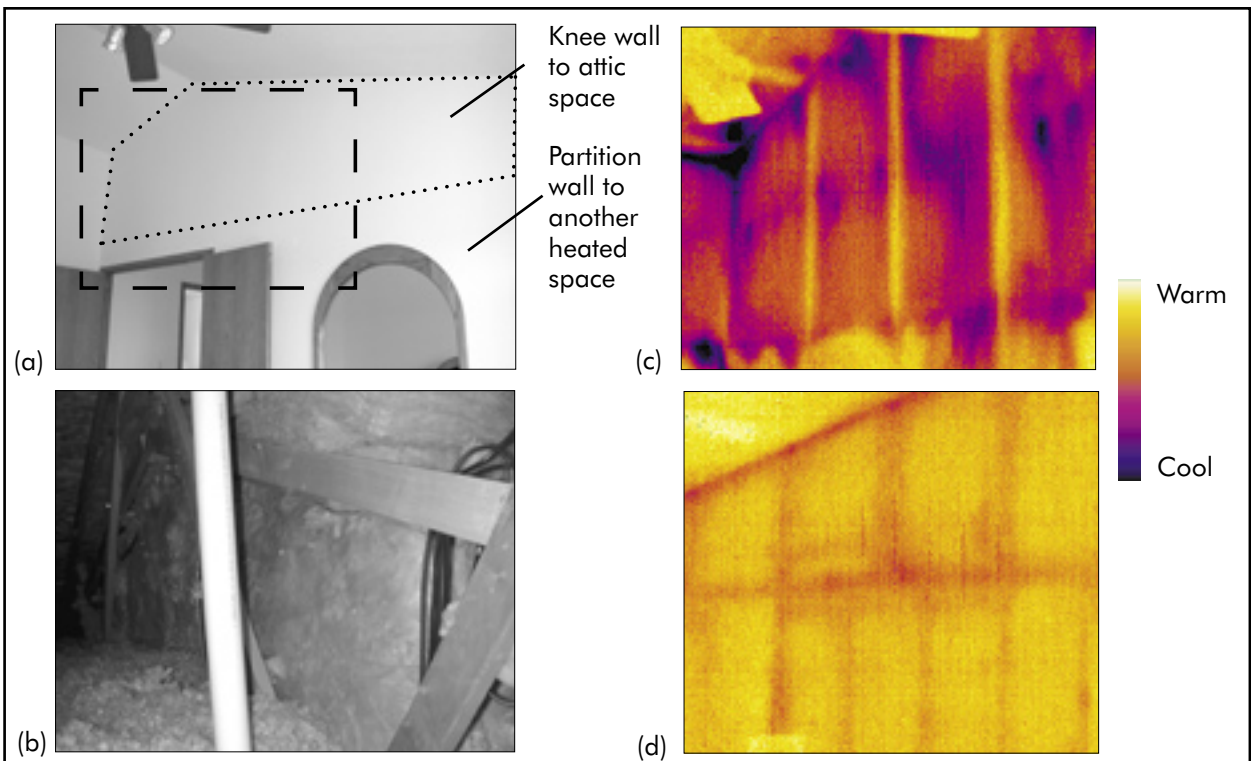 Knee wall
to attic
space
Partition
wall to
another
heated
space
(a)
(c)
Warm
Cool
(b)
(d)